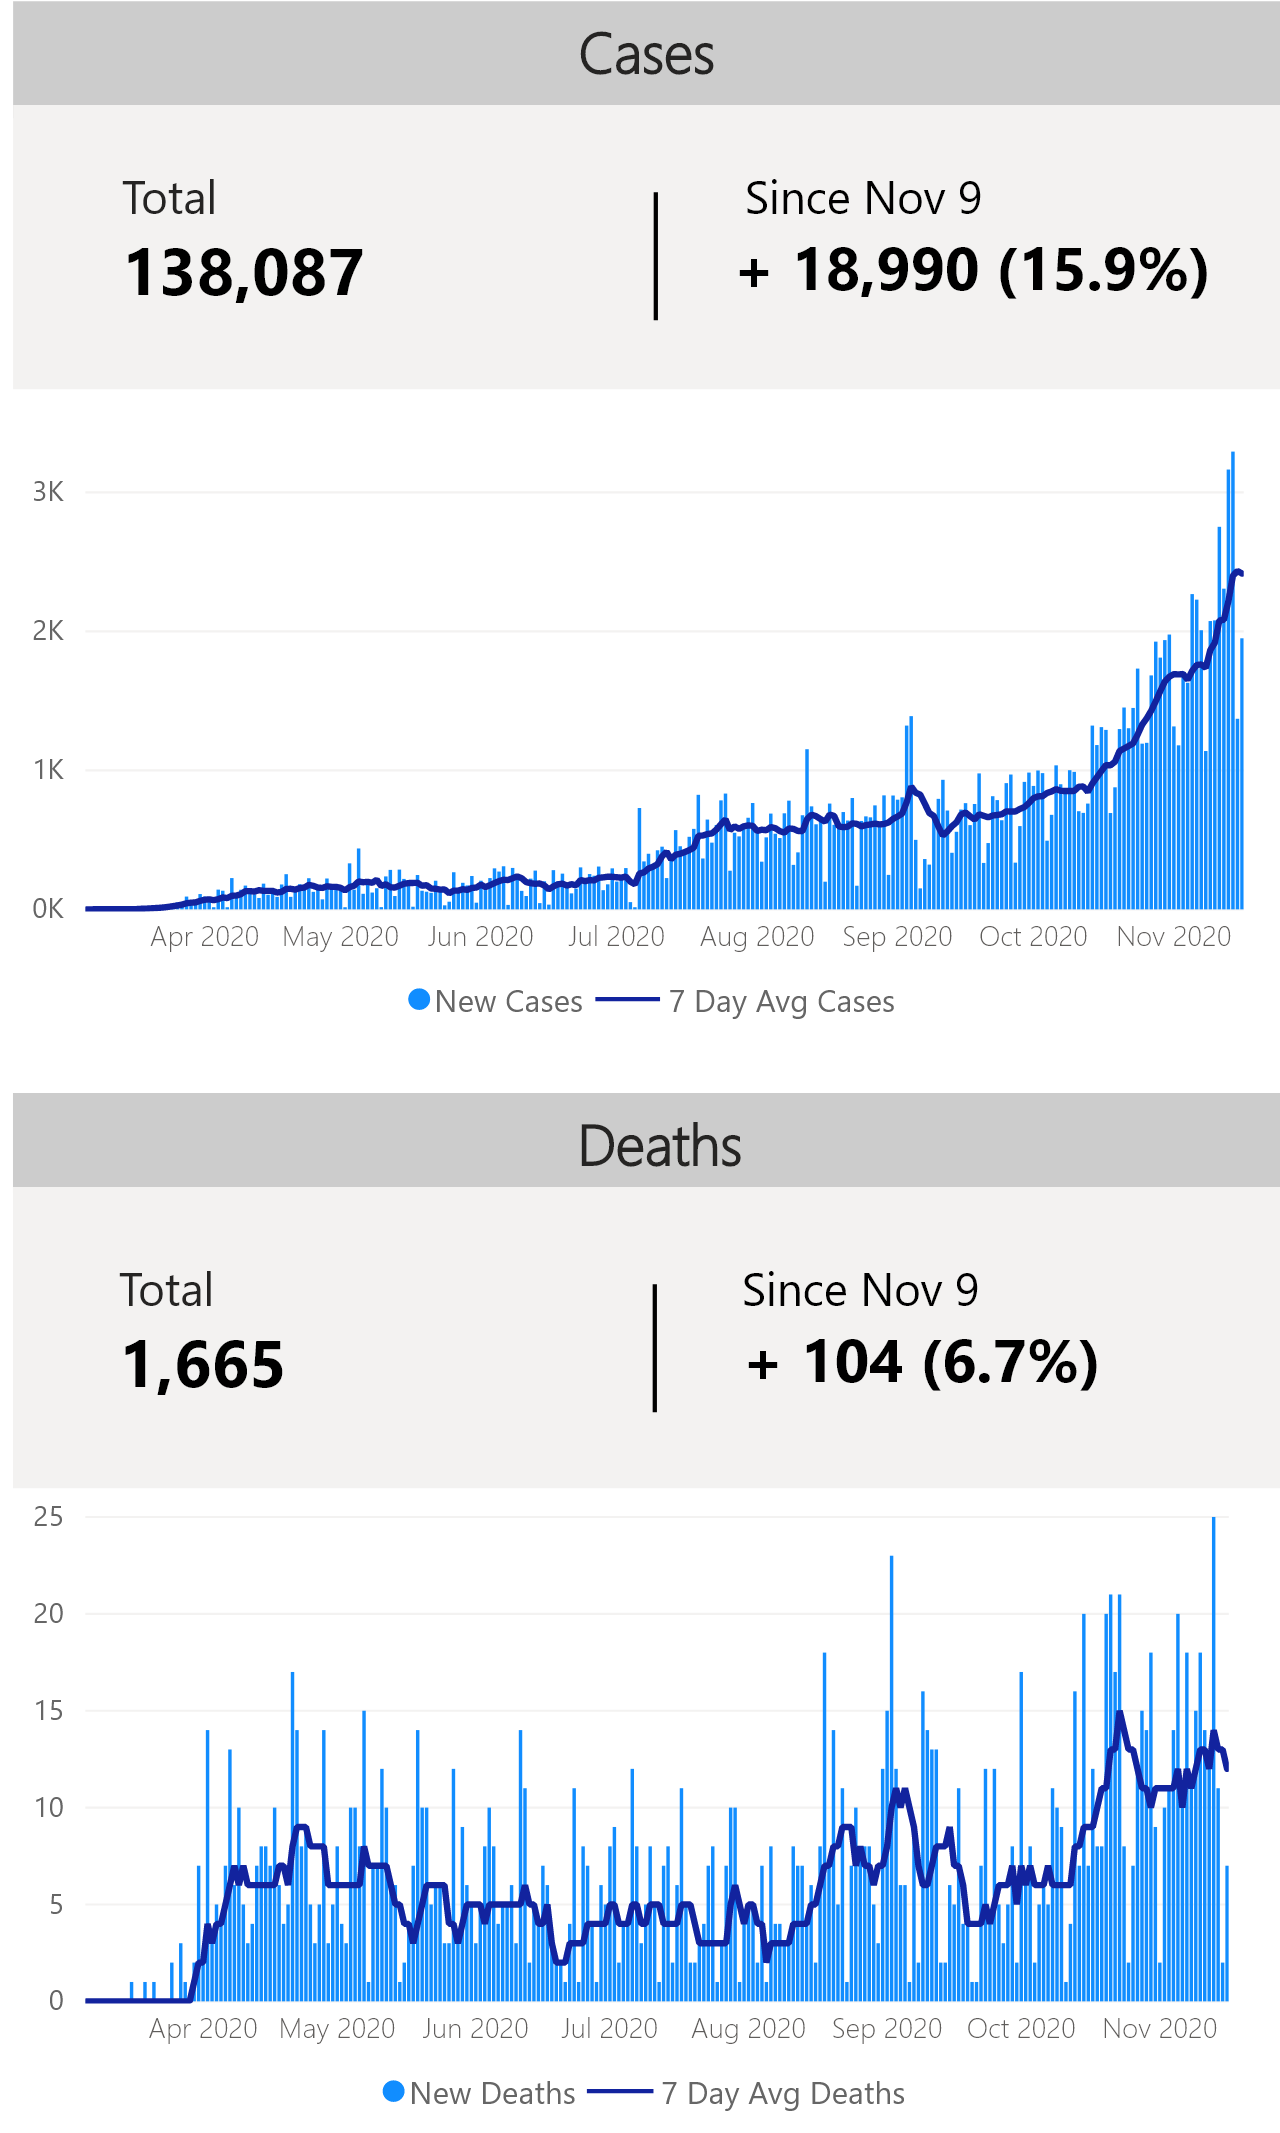 Cases
Total
Since Nov 9
138,087
+ 18,990 (15.9%)
3K
2K
1K
0K
Apr 2020 May 2020 Jun 2020 Jul 2020 Aug 2020 Sep 2020 Oct 2020 Nov 2020
New Cases 7 Day Avg Cases
Deaths
Total
Since Nov 9
1,665
+ 104 (6.7%)
25
20
15
10
5
0
Apr 2020 May 2020 Jun 2020 Jul 2020 Aug 2020 Sep 2020 Oct 2020 Nov 2020
New Deaths 7 Day Avg Deaths